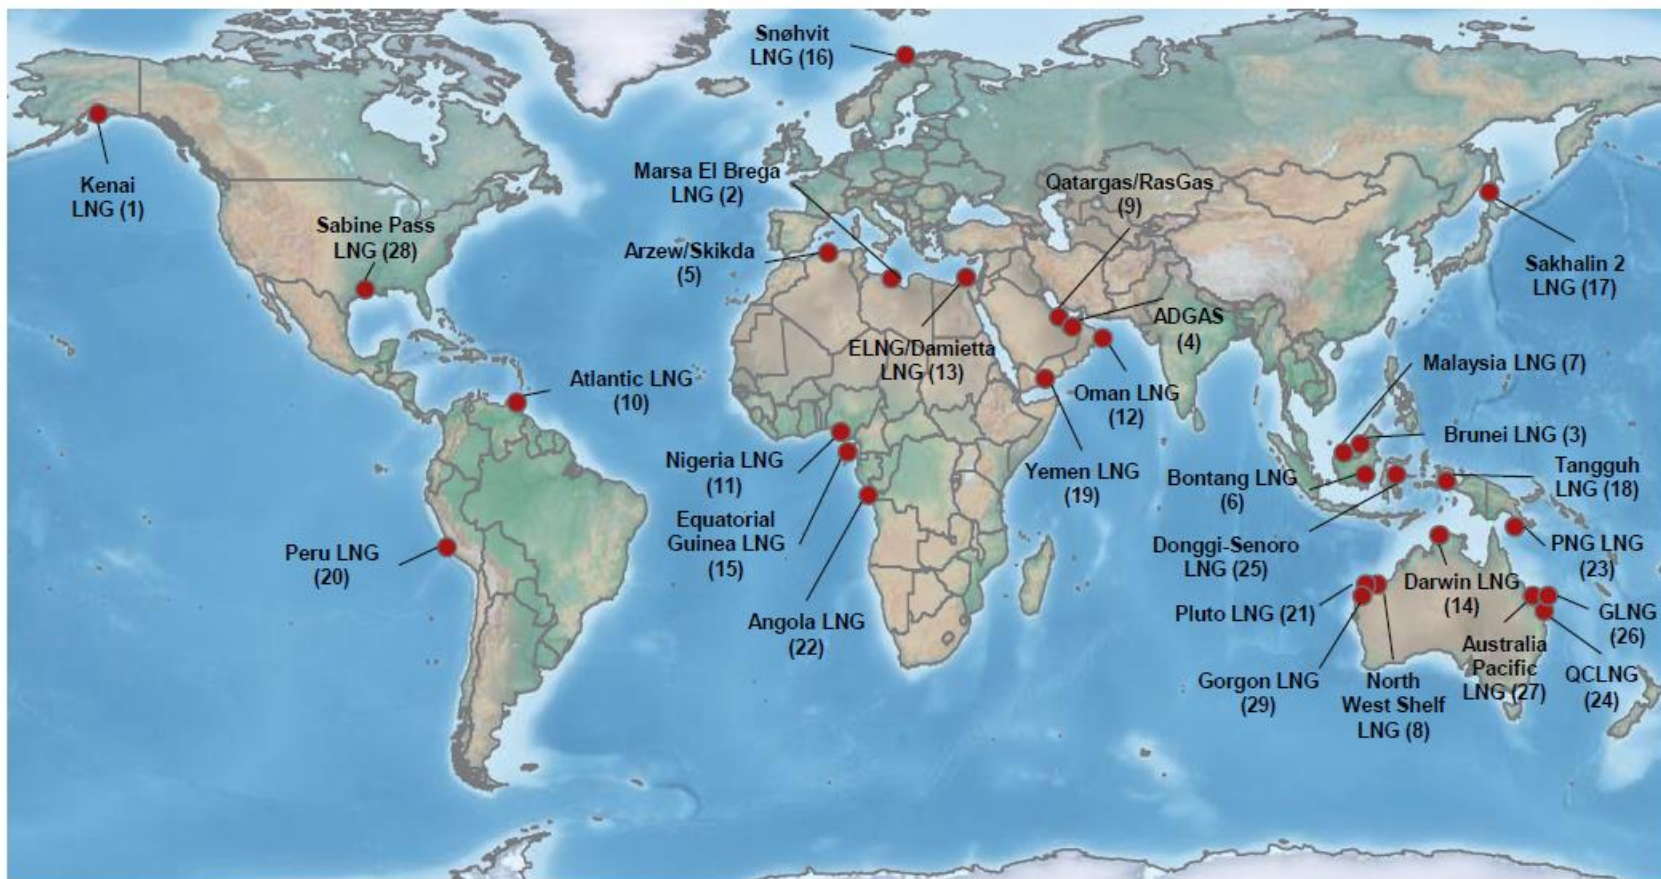 Snøhvit
LNG (16)
Kenai
LNG (1)
Sabine Pass
LNG (28)
Marsa El Brega
LNG (2)
Arzew/Skikda
(5)
Qatargas/RasGas
(9)
Sakhalin 2
LNG (17)
ADGAS
(4)
ELNG/Damietta
LNG (13)
Malaysia LNG (7)
Atlantic LNG
(10)
Oman LNG
(12)
Brunei LNG (3)
Nigeria LNG
(11)
Yemen LNG
(19)
Bontang LNG
(6)
Tangguh
LNG (18)
Equatorial
Guinea LNG
(15)
Peru LNG
(20)
Donggi-Senoro
LNG (25)
PNG LNG
(23)
Darwin LNG
(14)
Angola LNG
(22)
Pluto LNG (21)
GLNG
(26)
Australia
Pacific
LNG (27)
QCLNG
(24)
Gorgon LNG
(29)
North
West Shelf
LNG (8)